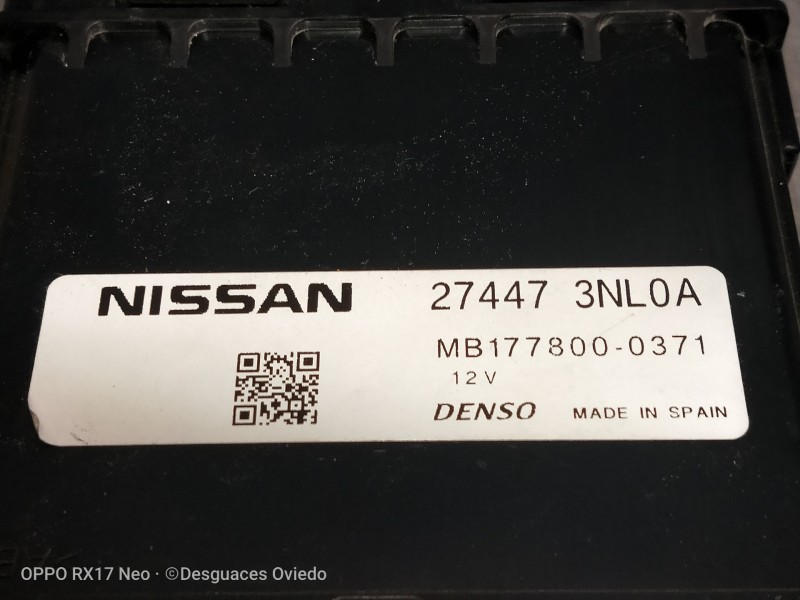 NISSAN 27447 3NL0A
MB177800-0371
12V
DENSO MADE IN SPAIN
OPPO RX17 Neo · ©Desguaces Oviedo